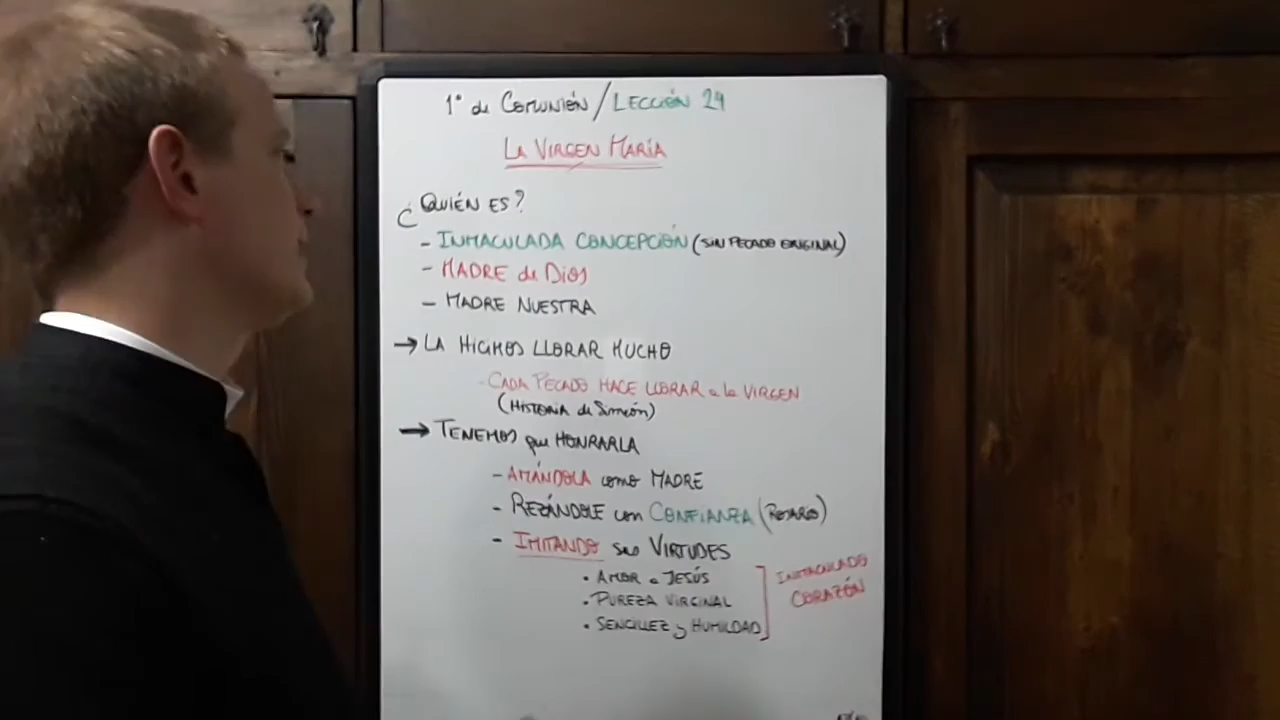 1º de COMUNIÓN / LECCIÓN 24
LA VIRGEN MARÍA
¿QUIÉN ES?
- INMACULADA CONCEPCIÓN (SIN PECADO ORIGINAL)
- MADRE de DIOS
- MADRE NUESTRA
→ LA HICIMOS LLORAR MUCHO
- CADA PECADO HACE LLORAR a la VIRGEN
(HISTORIA de Simeón)
→ TENEMOS que HONRARLA
- AMÁNDOLA como MADRE
- REZÁNDOLE con CONFIANZA (ROSARIO)
- IMITANDO sus VIRTUDES
• AMOR a JESÚS
• PUREZA VIRGINAL
• SENCILLEZ y HUMILDAD
INMACULADO
CORAZÓN